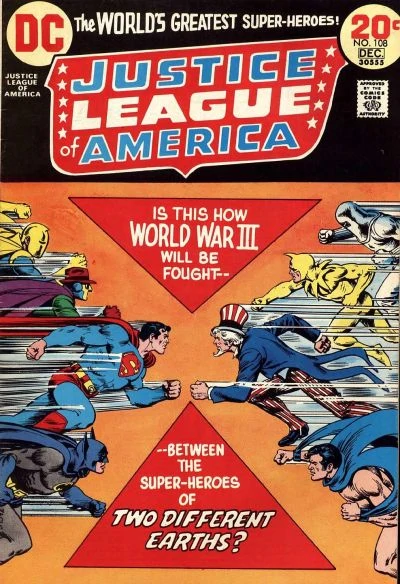 DC The WORLD'S GREATEST SUPER-HEROES!
20¢
NO. 108
DEC.
30555
JUSTICE
LEAGUE OF
AMERICA
JUSTICE
LEAGUE
of AMERICA
APPROVED
BY THE
COMICS
CODE
AUTHORITY
IS THIS HOW
WORLD WAR III
WILL BE
FOUGHT--
--BETWEEN
THE
SUPER-HEROES
OF
TWO DIFFERENT
EARTHS?
S